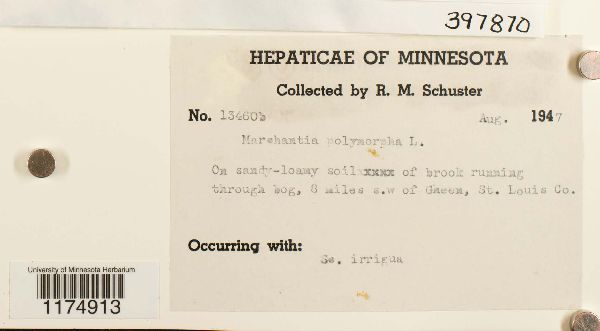 397870
HEPATICAE OF MINNESOTA
Collected by R. M. Schuster
No. 13460b Aug. 1947
Marchantia polymorpha L.
On sandy-loamy soil xxxx of brook running
through bog, 8 miles s.w of Gheen, St. Louis Co.
Occurring with:
Sc. irrigua
University of Minnesota Herbarium
1174913